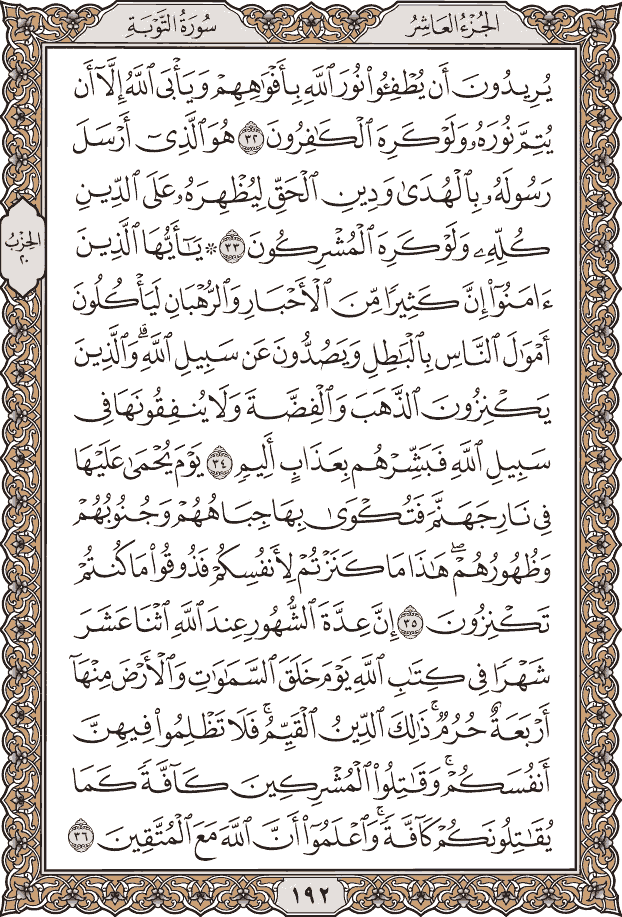 الجُزْءُ العَاشِرُ
سُورَةُ التَّوْبَةِ
يُرِيدُونَ أَن يُطْفِـُٔوا۟ نُورَ ٱللَّهِ بِأَفْوَٰهِهِمْ وَيَأْبَى ٱللَّهُ إِلَّآ أَن
يُتِمَّ نُورَهُۥ وَلَوْ كَرِهَ ٱلْكَٰفِرُونَ ٣٢ هُوَ ٱلَّذِىٓ أَرْسَلَ
رَسُولَهُۥ بِٱلْهُدَىٰ وَدِينِ ٱلْحَقِّ لِيُظْهِرَهُۥ عَلَى ٱلدِّينِ
كُلِّهِۦ وَلَوْ كَرِهَ ٱلْمُشْرِكُونَ ٣٣ ۞ يَٰٓأَيُّهَا ٱلَّذِينَ
الحِزْبُ
٢٠
ءَامَنُوٓا۟ إِنَّ كَثِيرًا مِّنَ ٱلْأَحْبَارِ وَٱلرُّهْبَانِ لَيَأْكُلُونَ
أَمْوَٰلَ ٱلنَّاسِ بِٱلْبَٰطِلِ وَيَصُدُّونَ عَن سَبِيلِ ٱللَّهِ ۗ وَٱلَّذِينَ
يَكْنِزُونَ ٱلذَّهَبَ وَٱلْفِضَّةَ وَلَا يُنفِقُونَهَا فِى
سَبِيلِ ٱللَّهِ فَبَشِّرْهُم بِعَذَابٍ أَلِيمٍ ٣٤ يَوْمَ يُحْمَىٰ عَلَيْهَا
فِى نَارِ جَهَنَّمَ فَتُكْوَىٰ بِهَا جِبَاهُهُمْ وَجُنُوبُهُمْ
وَظُهُورُهُمْ ۖ هَٰذَا مَا كَنَزْتُمْ لِأَنفُسِكُمْ فَذُوقُوا۟ مَا كُنتُمْ
تَكْنِزُونَ ٣٥ إِنَّ عِدَّةَ ٱلشُّهُورِ عِندَ ٱللَّهِ ٱثْنَا عَشَرَ
شَهْرًا فِى كِتَٰبِ ٱللَّهِ يَوْمَ خَلَقَ ٱلسَّمَٰوَٰتِ وَٱلْأَرْضَ مِنْهَآ
أَرْبَعَةٌ حُرُمٌ ۚ ذَٰلِكَ ٱلدِّينُ ٱلْقَيِّمُ ۚ فَلَا تَظْلِمُوا۟ فِيهِنَّ
أَنفُسَكُمْ ۚ وَقَٰتِلُوا۟ ٱلْمُشْرِكِينَ كَآفَّةً كَمَا
يُقَٰتِلُونَكُمْ كَآفَّةً ۚ وَٱعْلَمُوٓا۟ أَنَّ ٱللَّهَ مَعَ ٱلْمُتَّقِينَ ٣٦
١٩٢